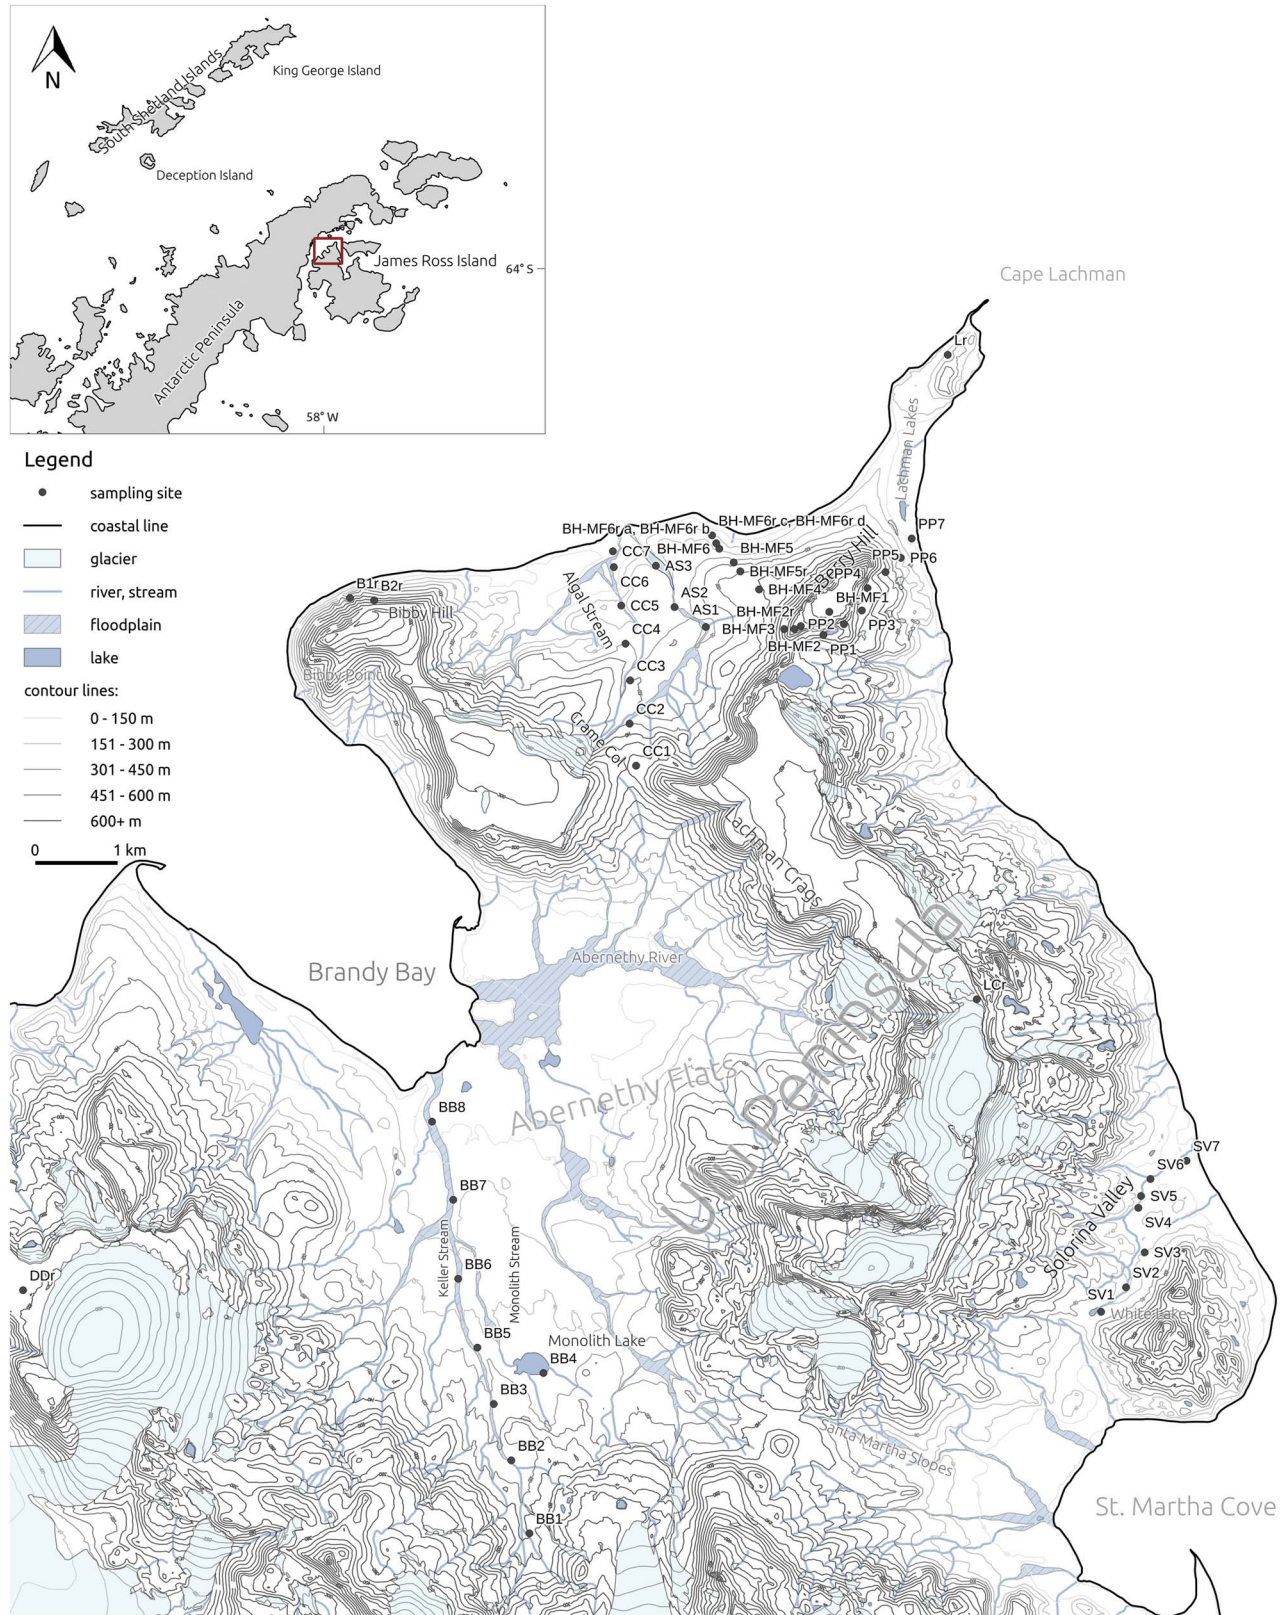 N
South Shetland Islands
King George Island
Deception Island
James Ross Island
64° S
Antarctic Peninsula
58° W
Cape Lachman
Lr
Lachman Lakes
Legend
sampling site
coastal line
glacier
river, stream
floodplain
lake
contour lines:
0 - 150 m
151 - 300 m
301 - 450 m
451 - 600 m
600+ m
0 1 km
BH-MF6r a, BH-MF6r b
BH-MF6r c, BH-MF6r d
PP7
CC7
BH-MF6
BH-MF5
Berry Hill
PP5
PP6
AS3
CC6
BH-MF5r
PP4
B1r
B2r
Bibby Hill
Algal Stream
BH-MF4
AS2
BH-MF1
CC5
AS1
BH-MF2r
CC4
BH-MF3
PP2
PP3
BH-MF2
PP1
CC3
Bibby Point
CC2
Crame Col
CC1
Lachman Crags
Brandy Bay
Abernethy River
LCr
Ulu Peninsula
Abernethy Flats
BB8
SV7
SV6
BB7
SV5
Solorina Valley
SV4
Keller Stream
Monolith Stream
SV3
BB6
DDr
SV2
SV1
White Lake
BB5
Monolith Lake
BB4
BB3
Santa Martha Slopes
BB2
St. Martha Cove
BB1